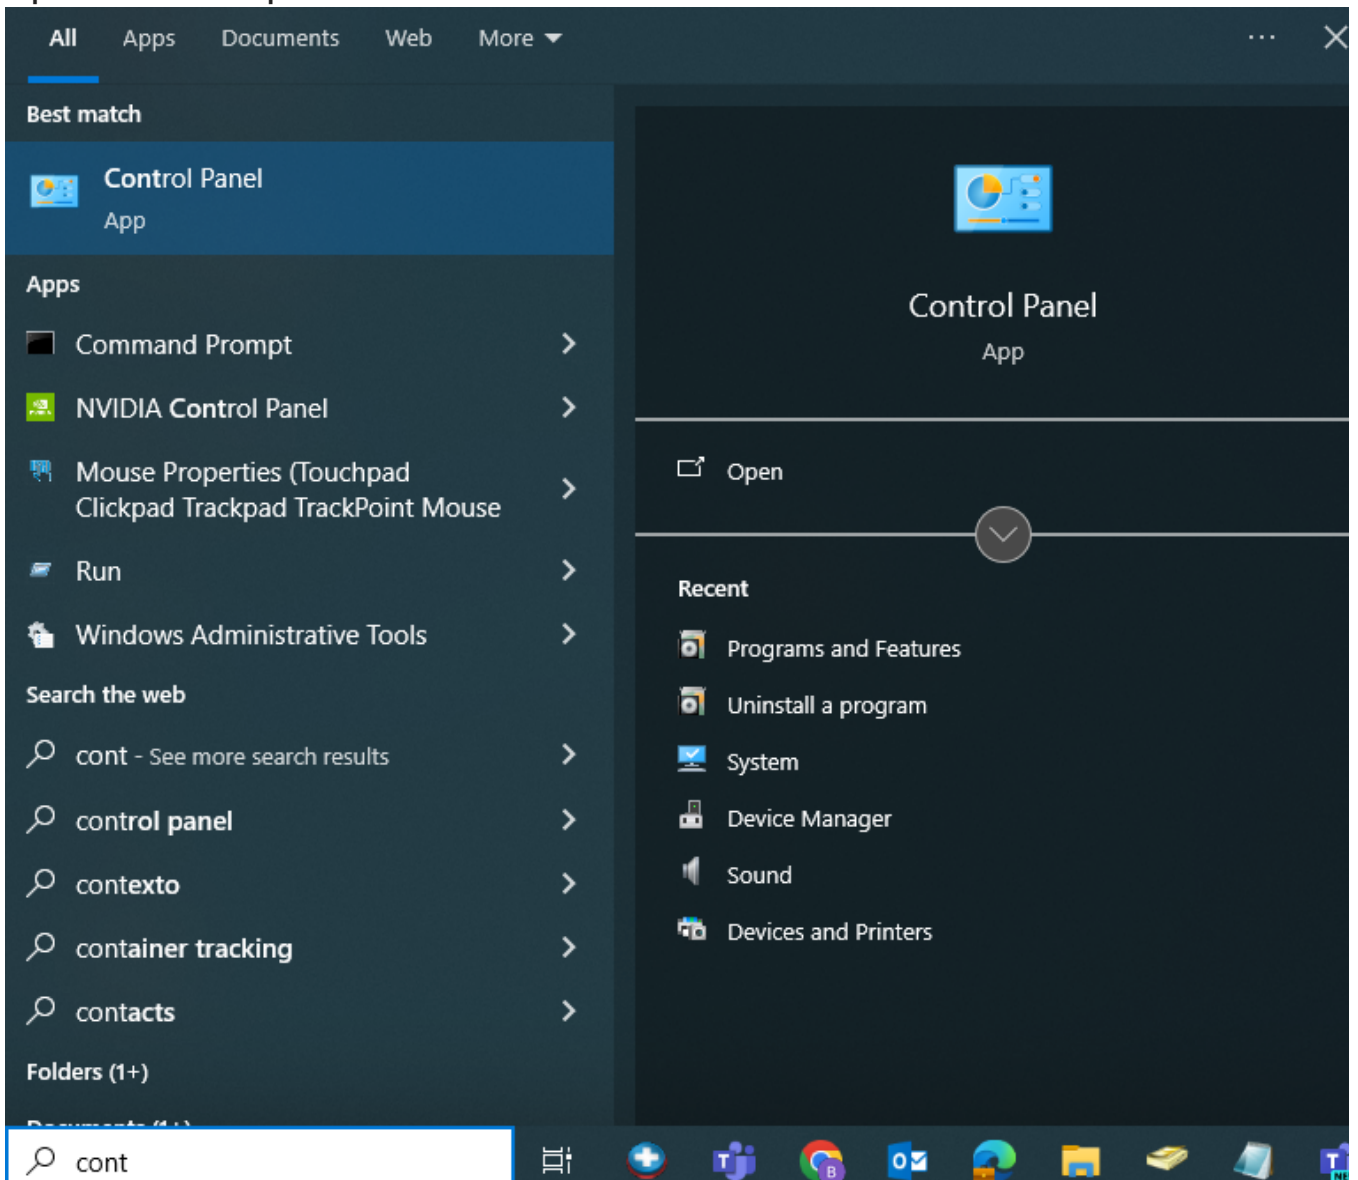 All Apps Documents Web More
Best match
Control Panel
App
Apps
Command Prompt
NVIDIA Control Panel
Mouse Properties (Touchpad
Clickpad Trackpad TrackPoint Mouse
Run
Windows Administrative Tools
Search the web
cont - See more search results
control panel
contexto
container tracking
contacts
Folders (1+)
Documents (1+)
cont
Control Panel
App
Open
Recent
Programs and Features
Uninstall a program
System
Device Manager
Sound
Devices and Printers